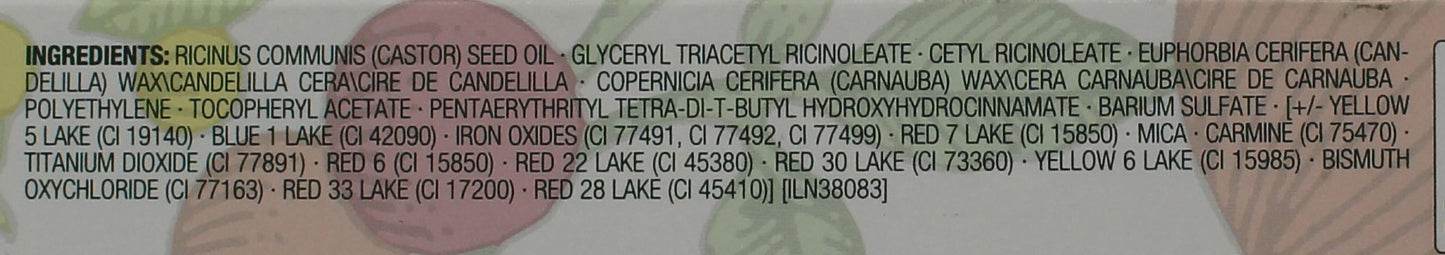 INGREDIENTS: RICINUS COMMUNIS (CASTOR) SEED OIL · GLYCERYL TRIACETYL RICINOLEATE · CETYL RICINOLEATE · EUPHORBIA CERIFERA (CAN-
DELILLA) WAX\CANDELILLA CERA\CIRE DE CANDELILLA · COPERNICIA CERIFERA (CARNAUBA) WAX\CERA CARNAUBA\CIRE DE CARNAUBA ·
POLYETHYLENE · TOCOPHERYL ACETATE · PENTAERYTHRITYL TETRA-DI-T-BUTYL HYDROXYHYDROCINNAMATE · BARIUM SULFATE · [+/- YELLOW
5 LAKE (CI 19140) · BLUE 1 LAKE (CI 42090) · IRON OXIDES (CI 77491, CI 77492, CI 77499) · RED 7 LAKE (CI 15850) · MICA · CARMINE (CI 75470) ·
TITANIUM DIOXIDE (CI 77891) · RED 6 (CI 15850) · RED 22 LAKE (CI 45380) · RED 30 LAKE (CI 73360) · YELLOW 6 LAKE (CI 15985) · BISMUTH
OXYCHLORIDE (CI 77163) · RED 33 LAKE (CI 17200) · RED 28 LAKE (CI 45410)] [ILN38083]